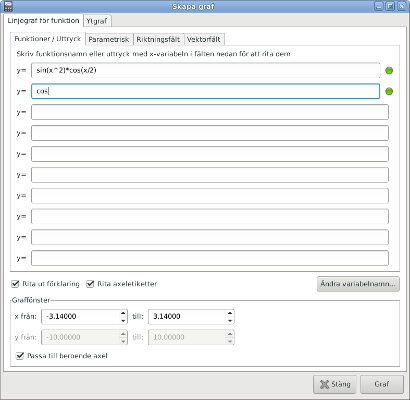 Skapa graf
Linjegraf för funktion Ytgraf
Funktioner / Uttryck Parametrisk Riktningsfält Vektorfält
Skriv funktionsnamn eller uttryck med x-variabeln i fälten nedan för att rita dem
y= sin(x^2)*cos(x/2)
y= cos
y=
y=
y=
y=
y=
y=
y=
y=
Rita ut förklaring Rita axeletiketter Ändra variabelnamn...
Graffönster
x från: -3.14000 till: 3.14000
y från: -10.00000 till: 10.00000
Passa till beroende axel
Stäng Graf